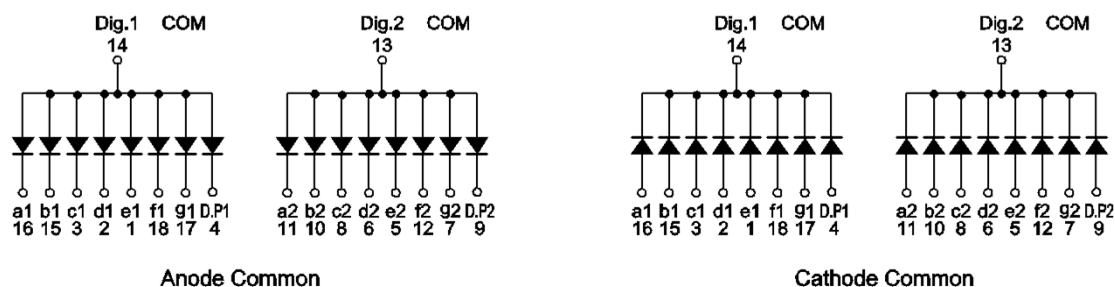 Dig.1 COM
14
Dig.2 COM
13
a1 b1 c1 d1 e1 f1 g1 D.P1
16 15 3 2 1 18 17 4
a2 b2 c2 d2 e2 f2 g2 D.P2
11 10 8 6 5 12 7 9
Anode Common
Dig.1 COM
14
Dig.2 COM
13
a1 b1 c1 d1 e1 f1 g1 D.P1
16 15 3 2 1 18 17 4
a2 b2 c2 d2 e2 f2 g2 D.P2
11 10 8 6 5 12 7 9
Cathode Common